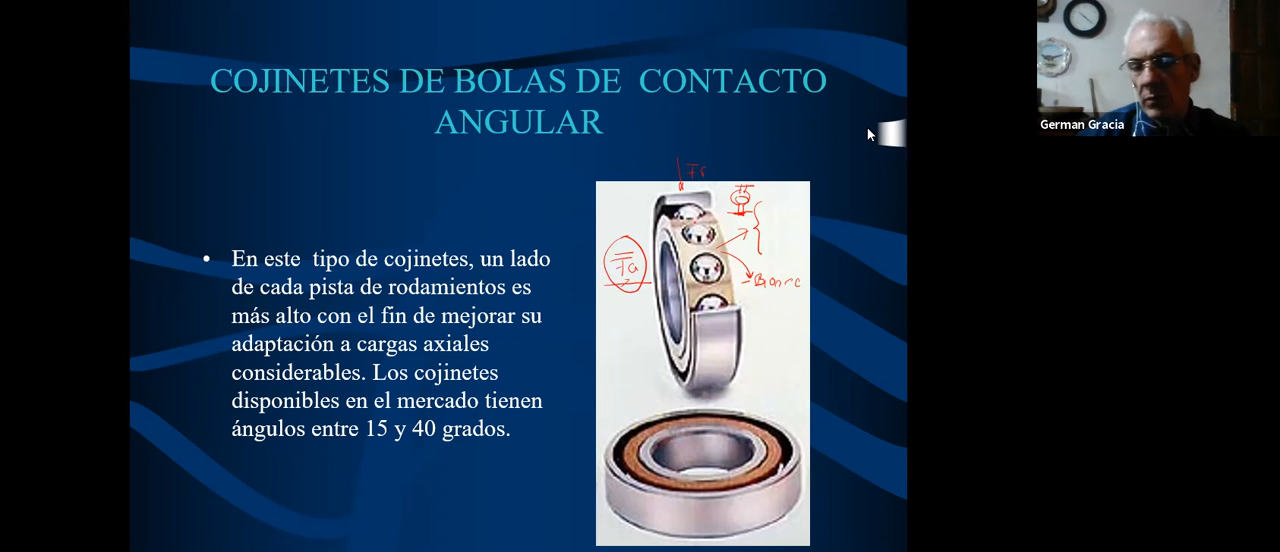 COJINETES DE BOLAS DE CONTACTO
ANGULAR
En este tipo de cojinetes, un lado
de cada pista de rodamientos es
más alto con el fin de mejorar su
adaptación a cargas axiales
considerables. Los cojinetes
disponibles en el mercado tienen
ángulos entre 15 y 40 grados.
Fr
Fa
German Gracia